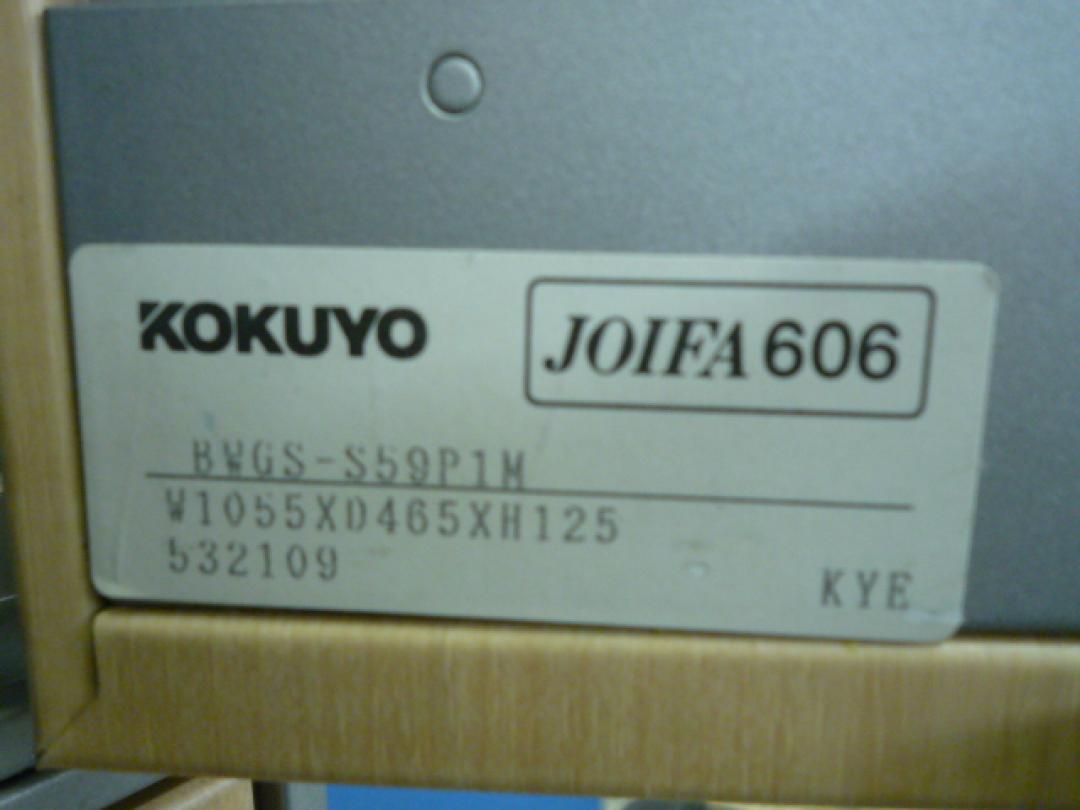 KOKUYO
JOIFA 606
BWGS-S59P1M
W1055XD465XH125
532109
KYE